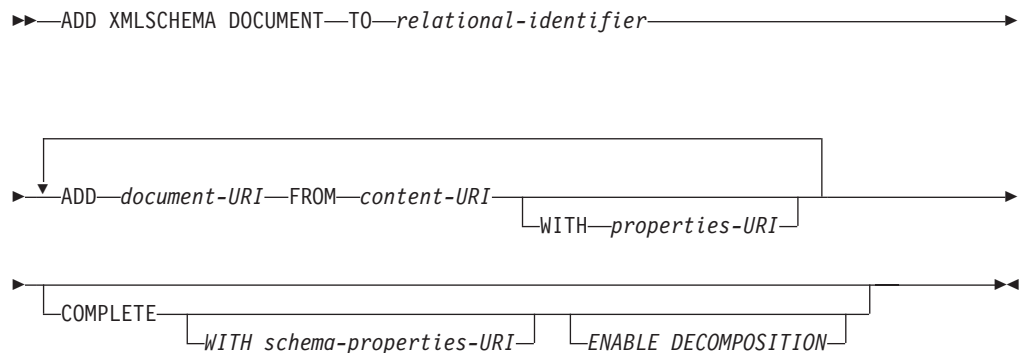 ADD XMLSCHEMA DOCUMENT TO relational-identifier
ADD document-URI FROM content-URI
WITH properties-URI
COMPLETE
WITH schema-properties-URI ENABLE DECOMPOSITION